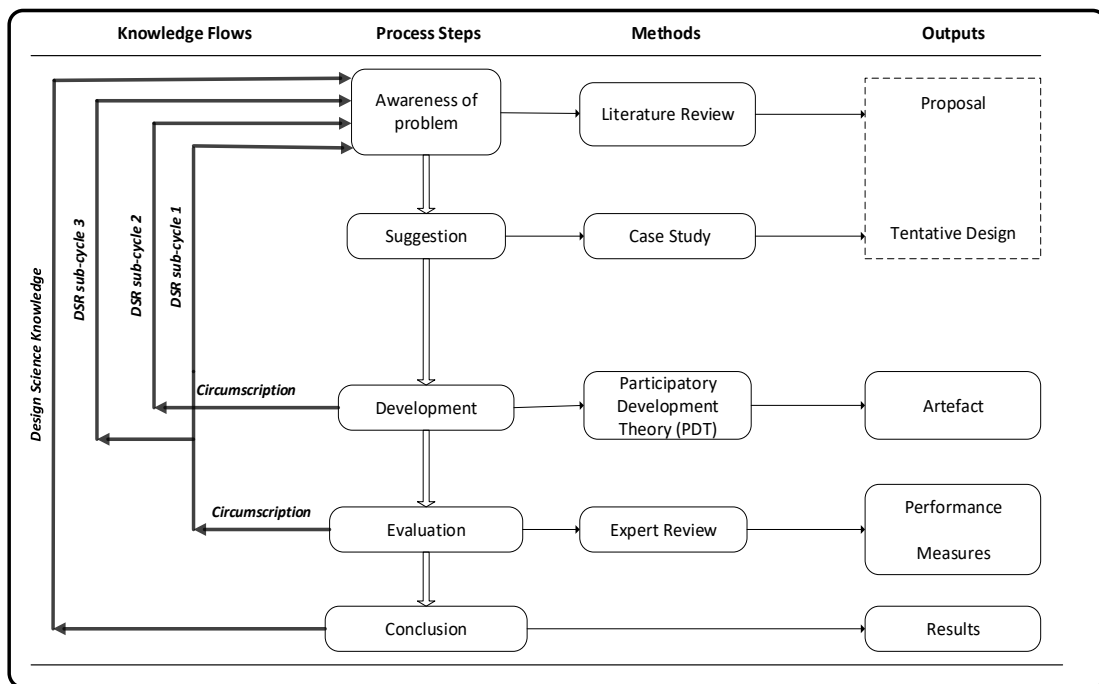 Knowledge Flows
Process Steps
Methods
Outputs
Awareness of
problem
Literature Review
Proposal
Suggestion
Case Study
Tentative Design
Design Science Knowledge
DSR sub-cycle 3
DSR sub-cycle 2
DSR sub-cycle 1
Circumscription
Development
Participatory
Development
Theory (PDT)
Artefact
Circumscription
Evaluation
Expert Review
Performance
Measures
Conclusion
Results